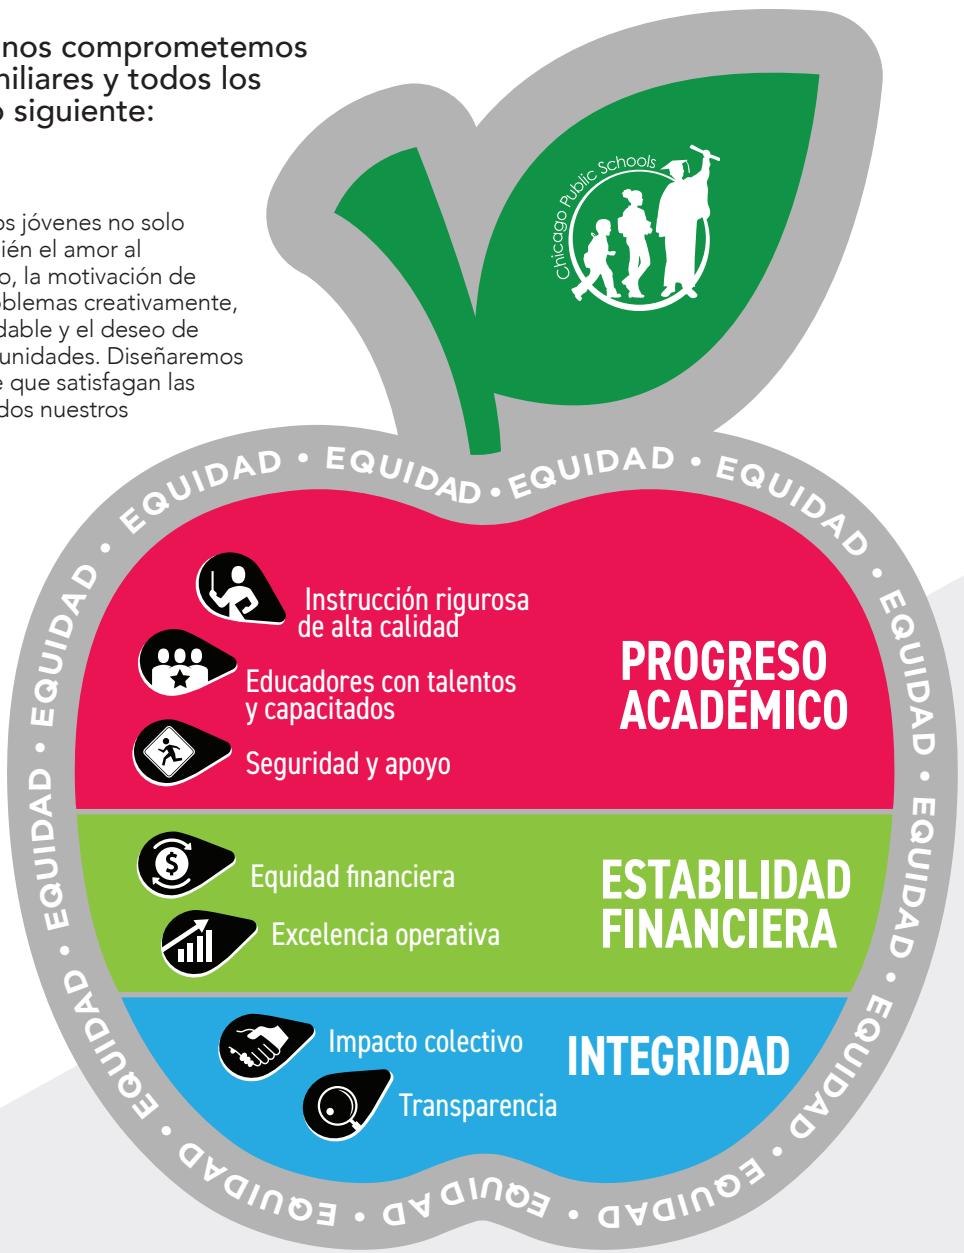 nos comprometemos
miliares y todos los
o siguiente:
os jóvenes no solo
ién el amor al
o, la motivación de
oblemas creativamente,
dable y el deseo de
unidades. Diseñaremos
e que satisfagan las
dos nuestros
Chicago Public Schools
EQUIDAD • EQUIDAD • EQUIDAD • EQUIDAD • EQUIDAD • EQUIDAD • EQUIDAD • EQUIDAD • EQUIDAD • EQUIDAD • EQUIDAD • EQUIDAD • EQUIDAD •
Instrucción rigurosa
de alta calidad
Educadores con talentos
y capacitados
Seguridad y apoyo
PROGRESO
ACADÉMICO
$
Equidad financiera
Excelencia operativa
ESTABILIDAD
FINANCIERA
Impacto colectivo
Transparencia
INTEGRIDAD